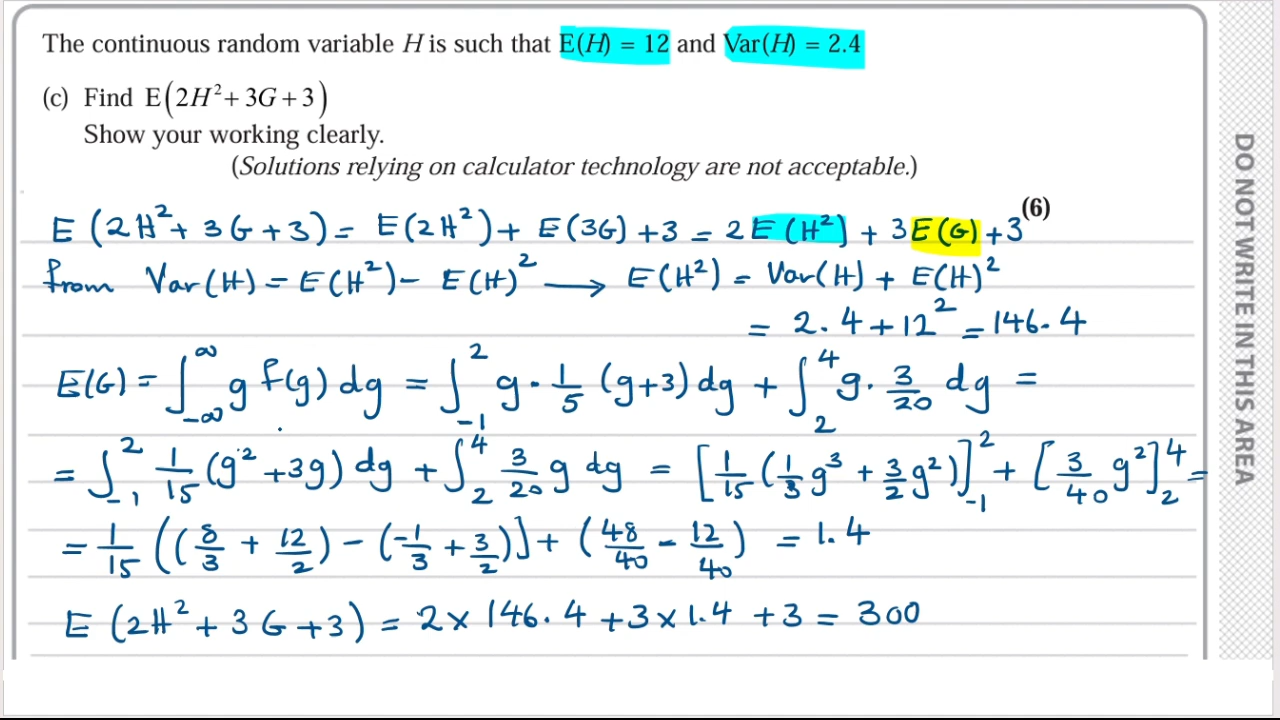 The continuous random variable H is such that E(H) = 12 and Var(H) = 2.4
(c) Find E(2H² + 3G + 3)
Show your working clearly.
(Solutions relying on calculator technology are not acceptable.)
(6)
E (2H² + 3G + 3) = E(2H²) + E(3G) + 3 = 2 E(H²) + 3 E(G) + 3
from Var(H) = E(H²) − E(H)² ⟶ E(H²) = Var(H) + E(H)²
= 2.4 + 12² = 146.4
E(G) = ∫_{-∞}^{∞} g f(g) dg = ∫_{-1}^{2} g · 1/5 (g+3) dg + ∫_{2}^{4} g · 3/20 dg =
= ∫_{-1}^{2} 1/15 (g² + 3g) dg + ∫_{2}^{4} 3/20 g dg = [1/15 (1/3 g³ + 3/2 g²)]_{-1}^{2} + [3/40 g²]_{2}^{4} =
= 1/15 ((8/3 + 12/2) − (-1/3 + 3/2)) + (48/40 − 12/40) = 1.4
E (2H² + 3G + 3) = 2 × 146.4 + 3 × 1.4 + 3 = 300
DO NOT WRITE IN THIS AREA